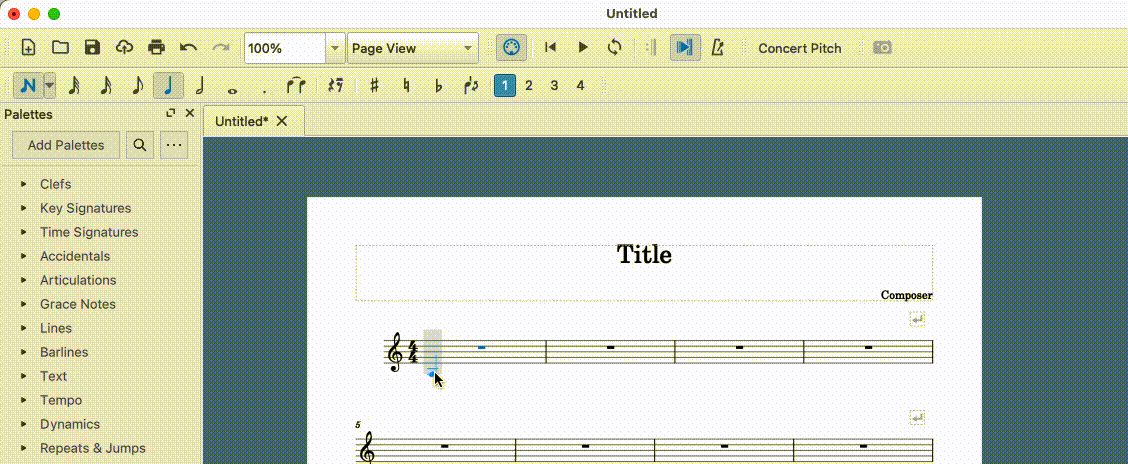 Untitled
100% Page View Concert Pitch
1 2 3 4
Palettes
Untitled*
Add Palettes
Clefs
Key Signatures
Time Signatures
Accidentals
Articulations
Grace Notes
Lines
Barlines
Text
Tempo
Dynamics
Repeats & Jumps
Title
Composer
4
4
5